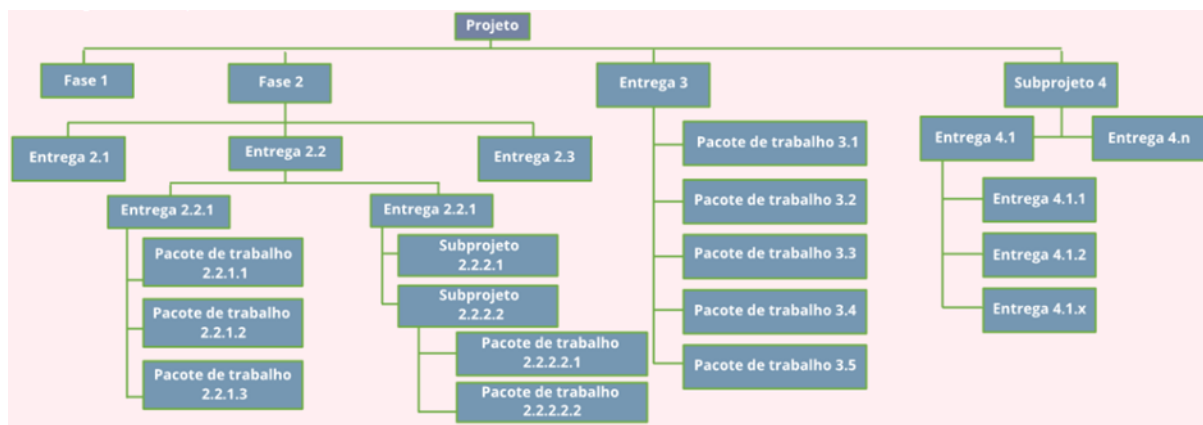 Projeto
Fase 1
Fase 2
Entrega 3
Subprojeto 4
Entrega 2.1
Entrega 2.2
Entrega 2.3
Entrega 2.2.1
Pacote de trabalho
2.2.1.1
Pacote de trabalho
2.2.1.2
Pacote de trabalho
2.2.1.3
Entrega 2.2.1
Subprojeto
2.2.2.1
Subprojeto
2.2.2.2
Pacote de trabalho
2.2.2.2.1
Pacote de trabalho
2.2.2.2.2
Pacote de trabalho 3.1
Pacote de trabalho 3.2
Pacote de trabalho 3.3
Pacote de trabalho 3.4
Pacote de trabalho 3.5
Entrega 4.1
Entrega 4.n
Entrega 4.1.1
Entrega 4.1.2
Entrega 4.1.x